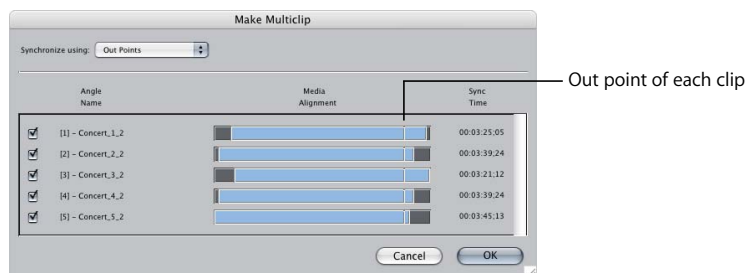 Make Multiclip
Synchronize using: Out Points
Out point of each clip
Angle Name
Media Alignment
Sync Time
[1] - Concert_1_2 00:03:25;05
[2] - Concert_2_2 00:03:39;24
[3] - Concert_3_2 00:03:21;12
[4] - Concert_4_2 00:03:39;24
[5] - Concert_5_2 00:03:45;13
Cancel OK